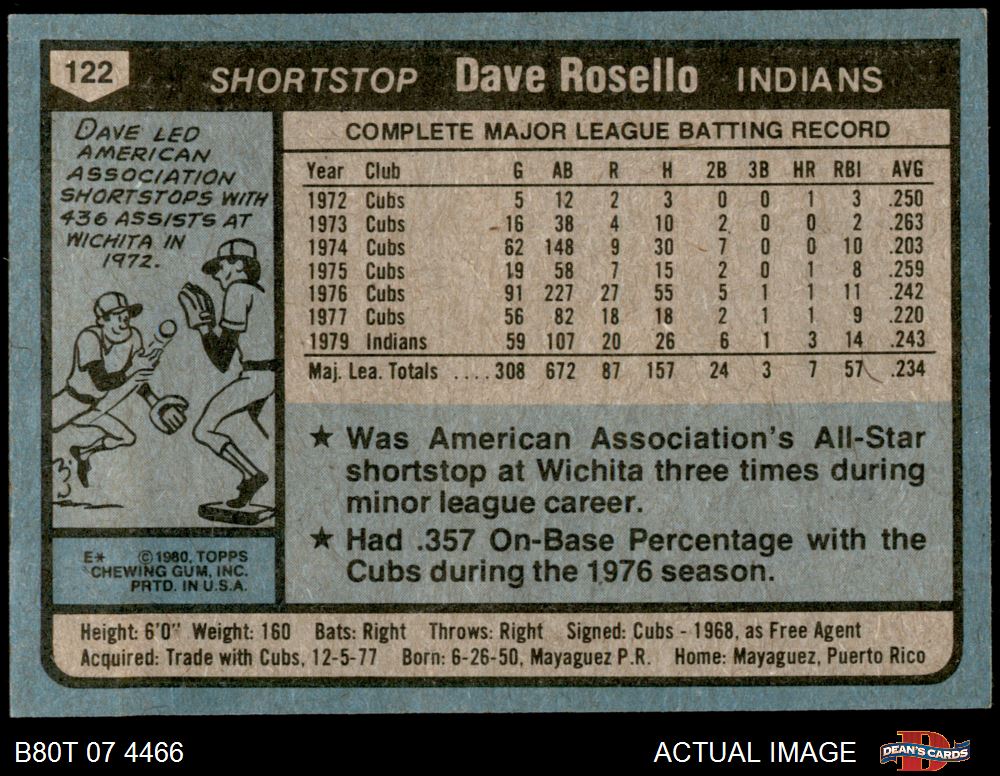 122 SHORTSTOP Dave Rosello INDIANS
DAVE LED
AMERICAN
ASSOCIATION
SHORTSTOPS WITH
436 ASSISTS AT
WICHITA IN
1972.
E* © 1980, TOPPS
CHEWING GUM, INC.
PRTD. IN U.S.A.
COMPLETE MAJOR LEAGUE BATTING RECORD
Year Club G AB R H 2B 3B HR RBI AVG
1972 Cubs 5 12 2 3 0 0 1 3 .250
1973 Cubs 16 38 4 10 2 0 0 2 .263
1974 Cubs 62 148 9 30 7 0 0 10 .203
1975 Cubs 19 58 7 15 2 0 1 8 .259
1976 Cubs 91 227 27 55 5 1 1 11 .242
1977 Cubs 56 82 18 18 2 1 1 9 .220
1979 Indians 59 107 20 26 6 1 3 14 .243
Maj. Lea. Totals ....308 672 87 157 24 3 7 57 .234
★ Was American Association's All-Star
shortstop at Wichita three times during
minor league career.
★ Had .357 On-Base Percentage with the
Cubs during the 1976 season.
Height: 6'0" Weight: 160 Bats: Right Throws: Right Signed: Cubs - 1968, as Free Agent
Acquired: Trade with Cubs, 12-5-77 Born: 6-26-50, Mayaguez P.R. Home: Mayaguez, Puerto Rico
B80T 07 4466 ACTUAL IMAGE D DEAN'S CARDS